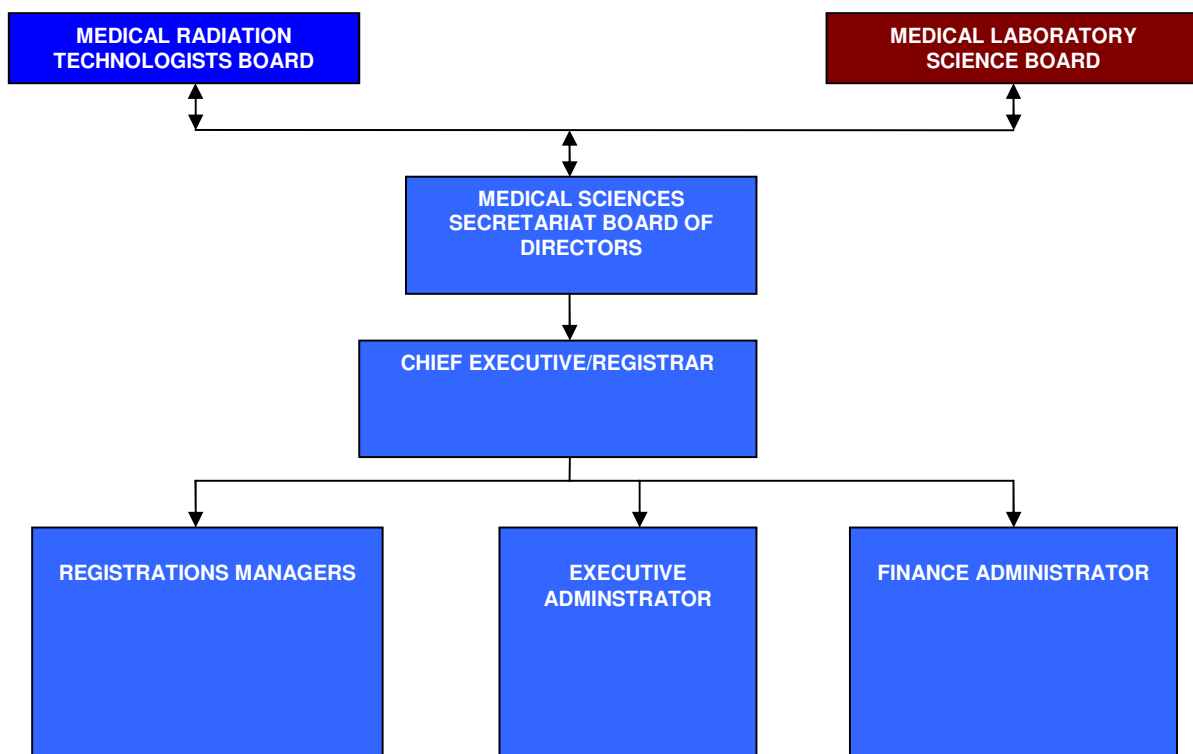 MEDICAL RADIATION
TECHNOLOGISTS BOARD
MEDICAL LABORATORY
SCIENCE BOARD
MEDICAL SCIENCES
SECRETARIAT BOARD OF
DIRECTORS
CHIEF EXECUTIVE/REGISTRAR
REGISTRATIONS MANAGERS
EXECUTIVE
ADMINSTRATOR
FINANCE ADMINISTRATOR